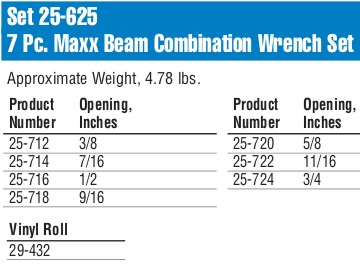 Set 25-625
7 Pc. Maxx Beam Combination Wrench Set
Approximate Weight, 4.78 lbs.
Product Number Opening, Inches
25-712 3/8
25-714 7/16
25-716 1/2
25-718 9/16
Product Number Opening, Inches
25-720 5/8
25-722 11/16
25-724 3/4
Vinyl Roll
29-432